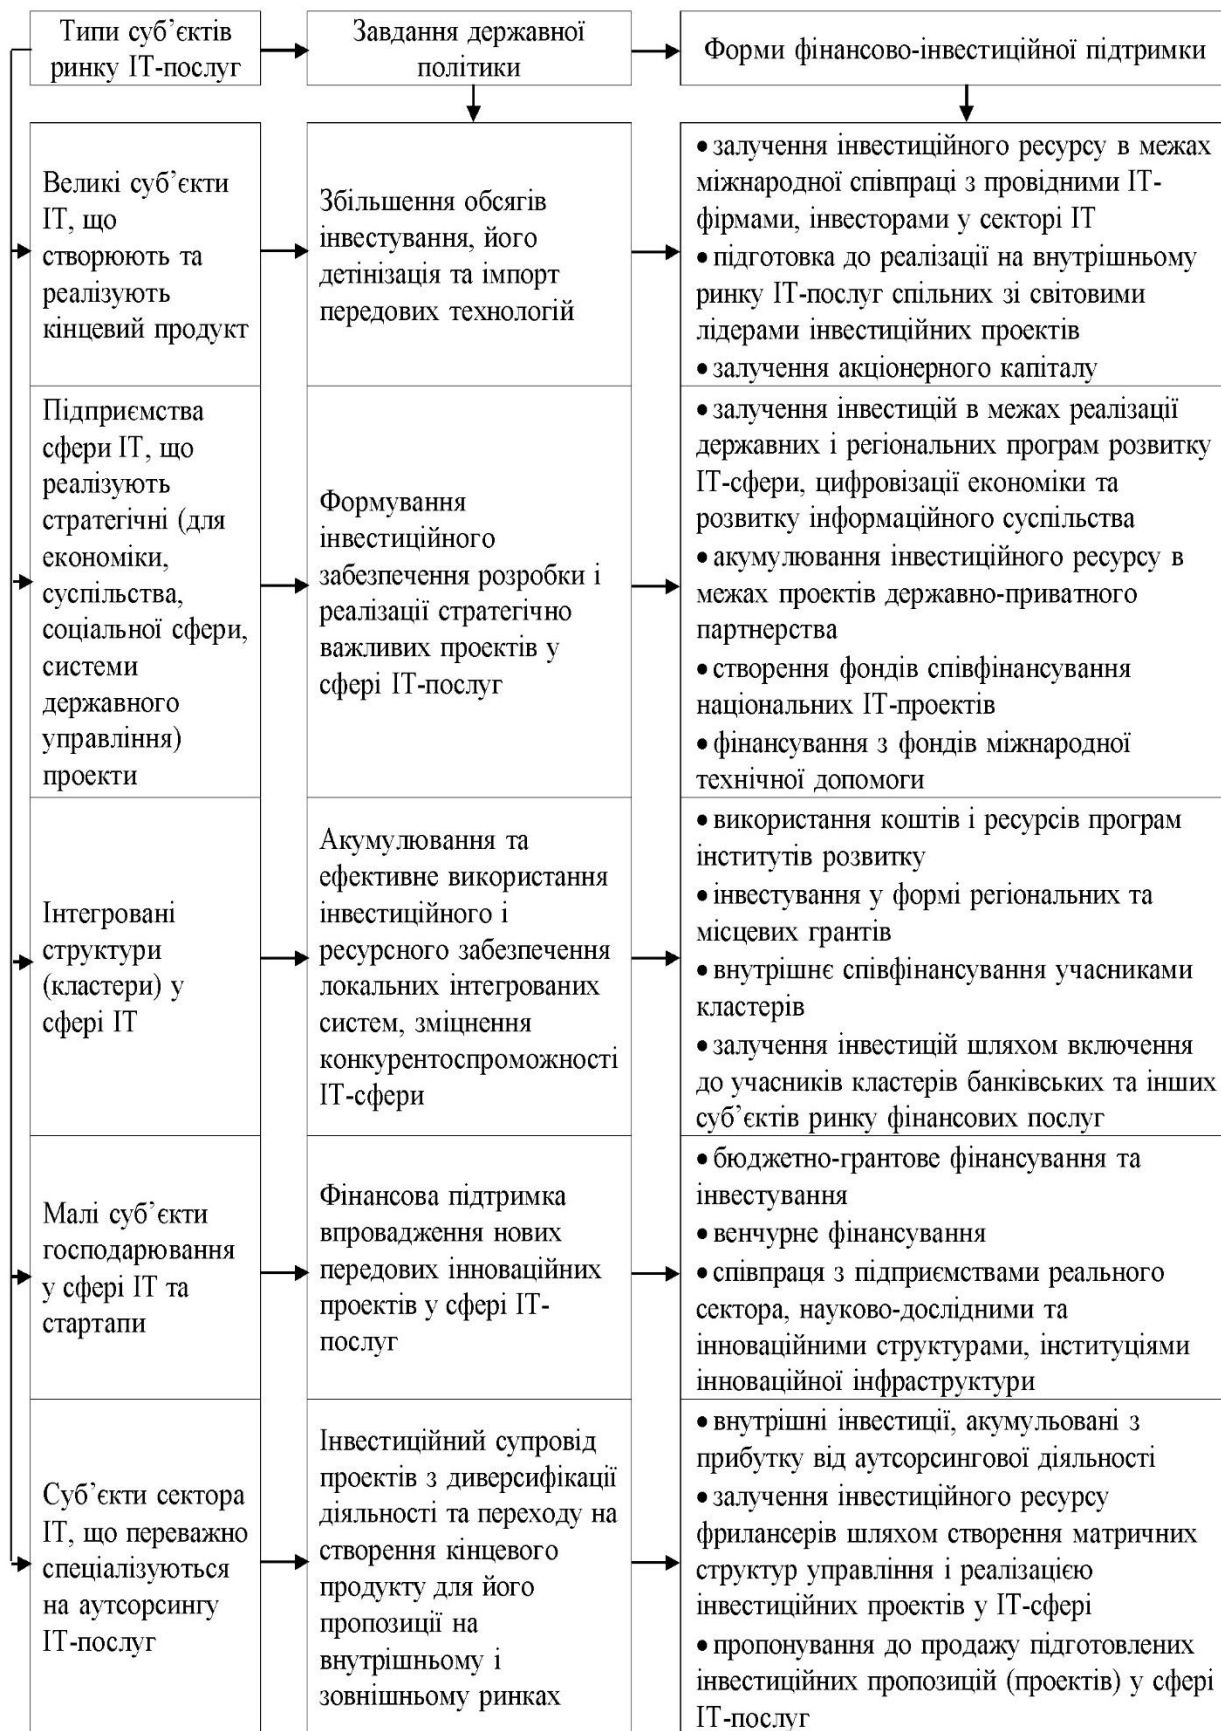 Типи суб’єктів
ринку ІТ-послуг
Завдання державної
політики
Форми фінансово-інвестиційної підтримки
Великі суб’єкти
ІТ, що
створюють та
реалізують
кінцевий продукт
Збільшення обсягів
інвестування, його
детінізація та імпорт
передових технологій
• залучення інвестиційного ресурсу в межах
міжнародної співпраці з провідними ІТ-
фірмами, інвесторами у секторі ІТ
• підготовка до реалізації на внутрішньому
ринку ІТ-послуг спільних зі світовими
лідерами інвестиційних проектів
• залучення акціонерного капіталу
Підприємства
сфери ІТ, що
реалізують
стратегічні (для
економіки,
суспільства,
соціальної сфери,
системи
державного
управління)
проекти
Формування
інвестиційного
забезпечення розробки і
реалізації стратегічно
важливих проектів у
сфері ІТ-послуг
• залучення інвестицій в межах реалізації
державних і регіональних програм розвитку
ІТ-сфери, цифровізації економіки та
розвитку інформаційного суспільства
• акумулювання інвестиційного ресурсу в
межах проектів державно-приватного
партнерства
• створення фондів співфінансування
національних ІТ-проектів
• фінансування з фондів міжнародної
технічної допомоги
Інтегровані
структури
(кластери) у
сфері ІТ
Акумулювання та
ефективне використання
інвестиційного і
ресурсного забезпечення
локальних інтегрованих
систем, зміцнення
конкурентоспроможності
ІТ-сфери
• використання коштів і ресурсів програм
інститутів розвитку
• інвестування у формі регіональних та
місцевих грантів
• внутрішнє співфінансування учасниками
кластерів
• залучення інвестицій шляхом включення
до учасників кластерів банківських та інших
суб’єктів ринку фінансових послуг
Малі суб’єкти
господарювання
у сфері ІТ та
стартапи
Фінансова підтримка
впровадження нових
передових інноваційних
проектів у сфері ІТ-
послуг
• бюджетно-грантове фінансування та
інвестування
• венчурне фінансування
• співпраця з підприємствами реального
сектора, науково-дослідними та
інноваційними структурами, інституціями
інноваційної інфраструктури
Суб’єкти сектора
ІТ, що переважно
спеціалізуються
на аутсорсингу
ІТ-послуг
Інвестиційний супровід
проектів з диверсифікації
діяльності та переходу на
створення кінцевого
продукту для його
пропозиції на
внутрішньому і
зовнішньому ринках
• внутрішні інвестиції, акумульовані з
прибутку від аутсорсингової діяльності
• залучення інвестиційного ресурсу
фрилансерів шляхом створення матричних
структур управління і реалізацією
інвестиційних проектів у ІТ-сфері
• пропонування до продажу підготовлених
інвестиційних пропозицій (проектів) у сфері
ІТ-послуг